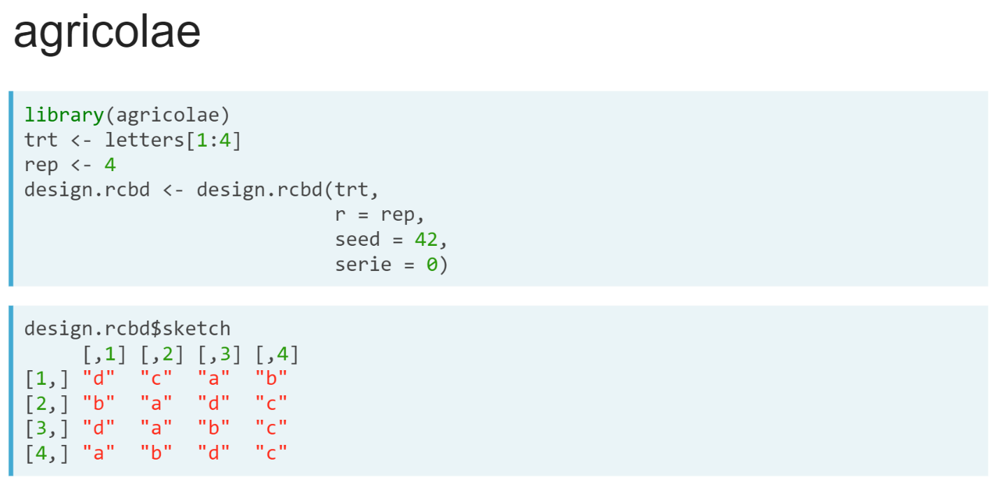 agricolae
library(agricolae)
trt <- letters[1:4]
rep <- 4
design.rcbd <- design.rcbd(trt,
                           r = rep,
                           seed = 42,
                           serie = 0)
design.rcbd$sketch
     [,1] [,2] [,3] [,4]
[1,] "d"  "c"  "a"  "b"
[2,] "b"  "a"  "d"  "c"
[3,] "d"  "a"  "b"  "c"
[4,] "a"  "b"  "d"  "c"